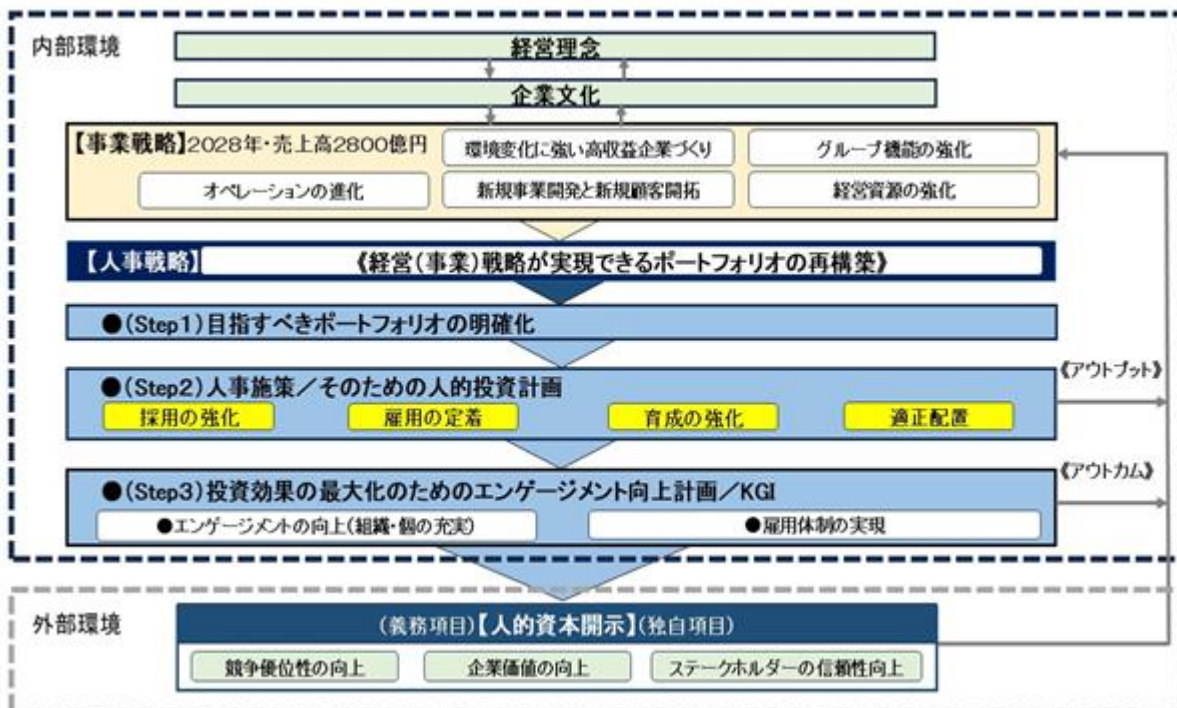 内部環境
経営理念
企業文化
【事業戦略】2028年・売上高2800億円
環境変化に強い高収益企業づくり
グループ機能の強化
オペレーションの進化
新規事業開発と新規顧客開拓
経営資源の強化
【人事戦略】
《経営(事業)戦略が実現できるポートフォリオの再構築》
●(Step1)目指すべきポートフォリオの明確化
●(Step2)人事施策/そのための人的投資計画
《アウトプット》
採用の強化
雇用の定着
育成の強化
適正配置
●(Step3)投資効果の最大化のためのエンゲージメント向上計画/KGI
《アウトカム》
●エンゲージメントの向上(組織・個の充実)
●雇用体制の実現
外部環境
(義務項目)【人的資本開示】(独自項目)
競争優位性の向上
企業価値の向上
ステークホルダーの信頼性向上